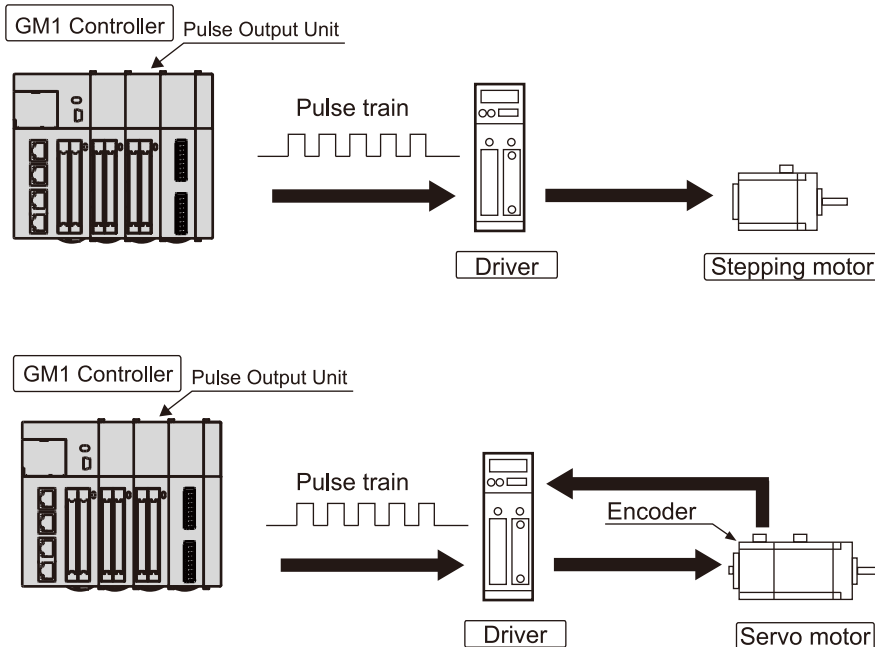 GM1 Controller
Pulse Output Unit
Pulse train
Driver
Stepping motor
GM1 Controller
Pulse Output Unit
Pulse train
Encoder
Driver
Servo motor